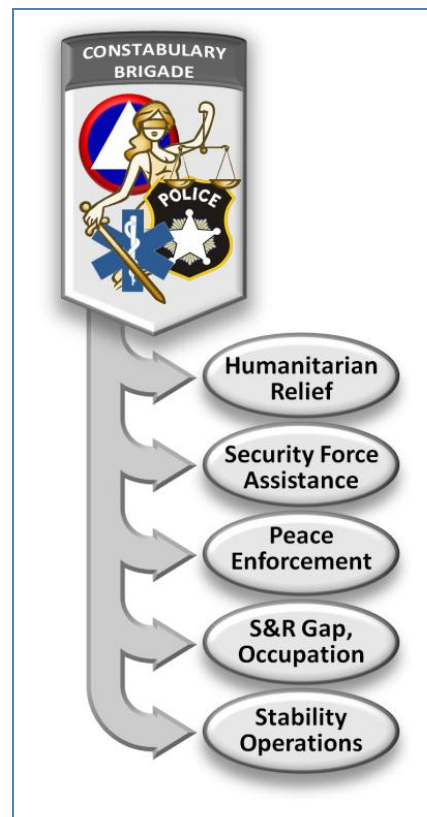 CONSTABULARY
BRIGADE
POLICE
Humanitarian
Relief
Security Force
Assistance
Peace
Enforcement
S&R Gap,
Occupation
Stability
Operations